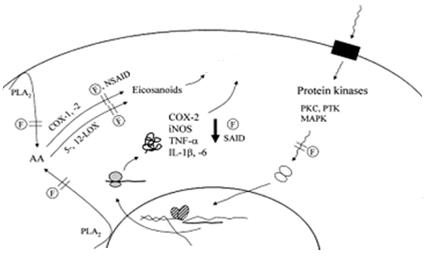 PLA2
F
COX-1, -2
F, NSAID
F
5-, 12-LOX
AA
F
PLA2
Eicosanoids
COX-2
iNOS
TNF-α
IL-1β, -6
F
SAID
Protein kinases
PKC, PTK
MAPK
F